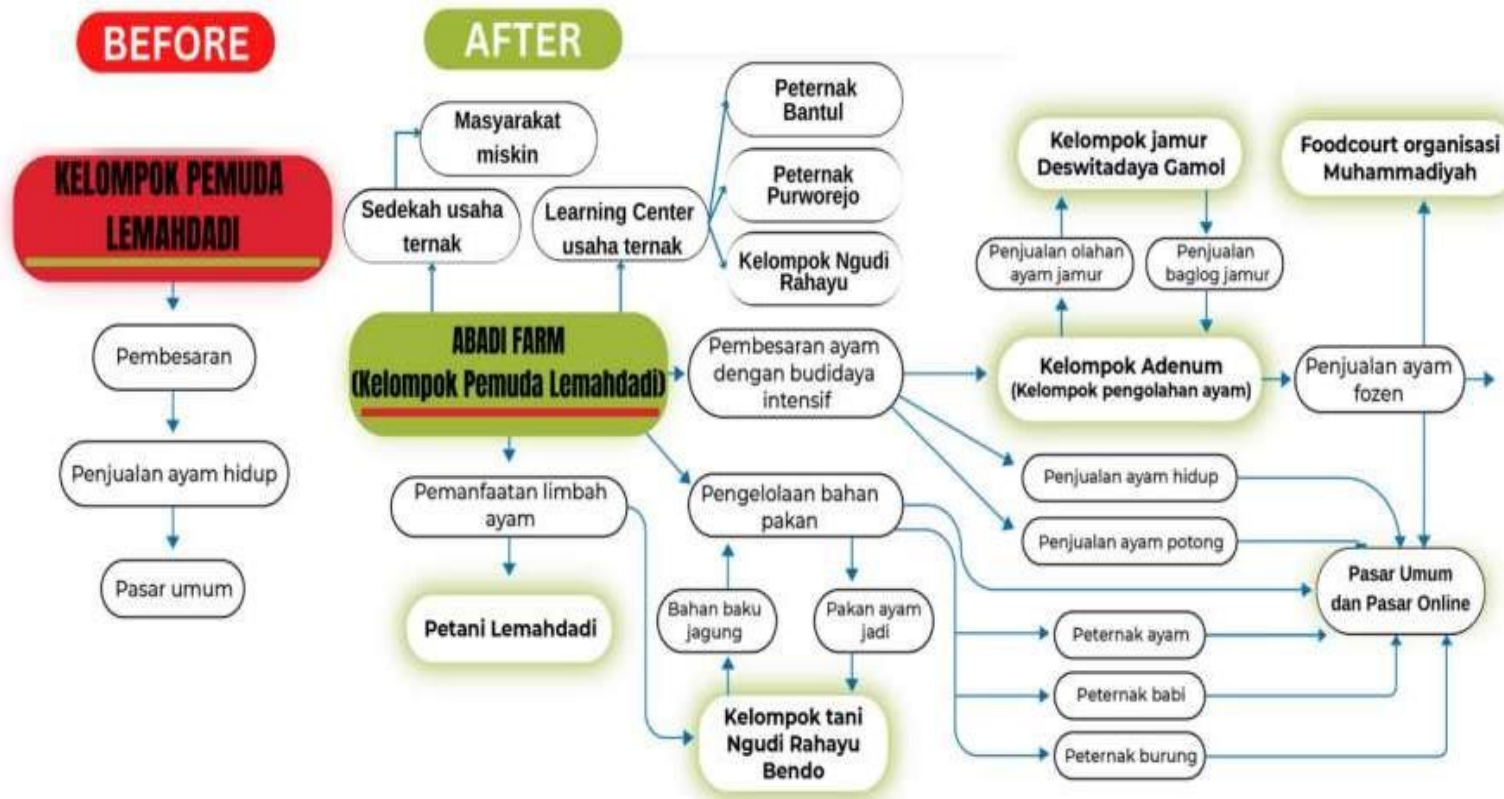 BEFORE
KELOMPOK PEMUDA
LEMAHDADI
Pembesaran
Penjualan ayam hidup
Pasar umum
AFTER
Masyarakat
miskin
Sedekah usaha
ternak
Learning Center
usaha ternak
Peternak
Bantul
Peternak
Purworejo
Kelompok Ngudi
Rahayu
ABADI FARM
(Kelompok Pemuda Lemahdadi)
Pembesaran ayam
dengan budidaya
intensif
Kelompok jamur
Deswitadaya Gamol
Penjualan olahan
ayam jamur
Penjualan
baglog jamur
Kelompok Adenum
(Kelompok pengolahan ayam)
Foodcourt organisasi
Muhammadiyah
Penjualan ayam
fozen
Pemanfaatan limbah
ayam
Petani Lemahdadi
Pengelolaan bahan
pakan
Bahan baku
jagung
Pakan ayam
jadi
Kelompok tani
Ngudi Rahayu
Bendo
Penjualan ayam hidup
Penjualan ayam potong
Peternak ayam
Peternak babi
Peternak burung
Pasar Umum
dan Pasar Online